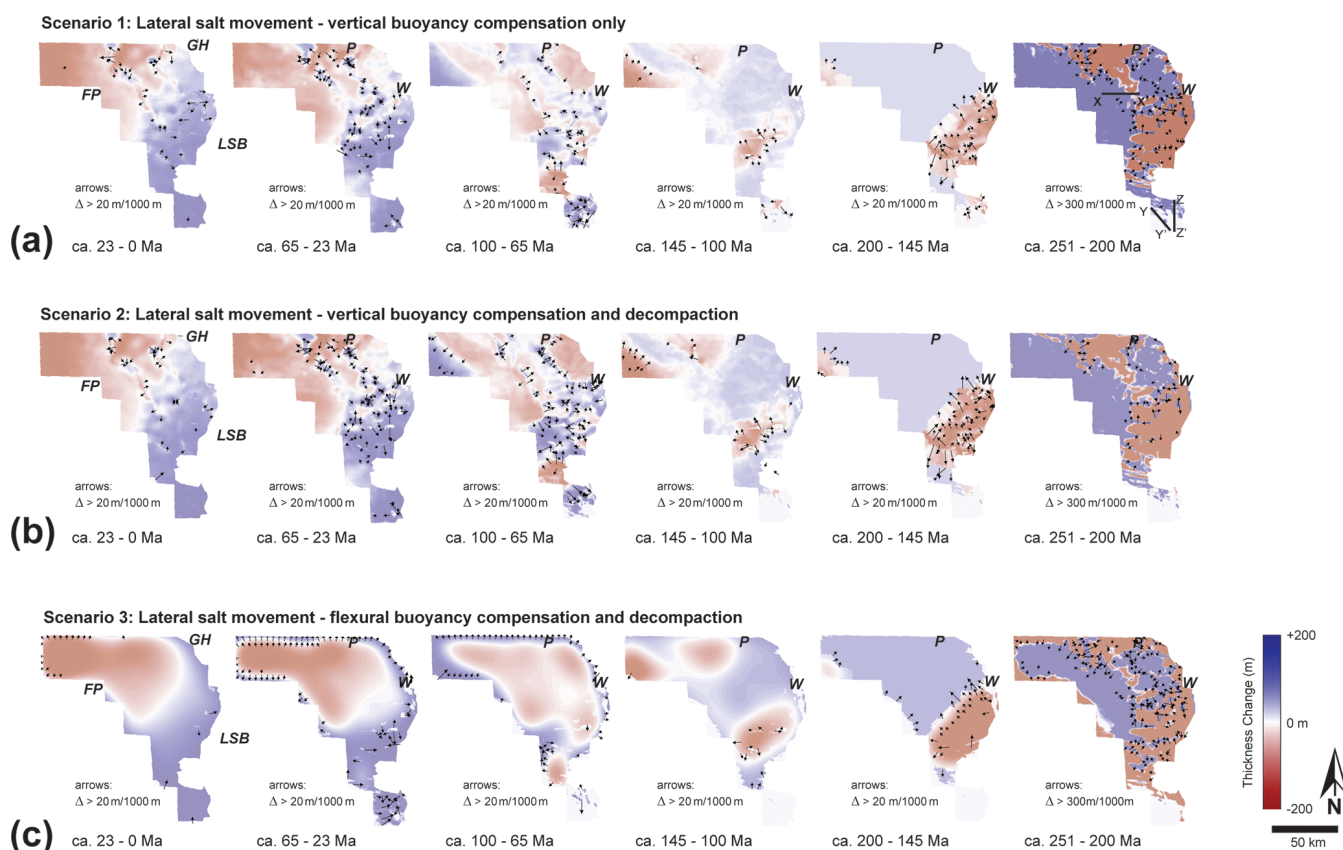 Scenario 1: Lateral salt movement - vertical buoyancy compensation only
GH
P
P
P
P
P
FP
W
W
W
W
W
X
X'
LSB
arrows:
Δ > 20 m/1000 m
arrows:
Δ > 20 m/1000 m
arrows:
Δ > 20 m/1000 m
arrows:
Δ > 20 m/1000 m
arrows:
Δ > 20 m/1000 m
arrows:
Δ > 300 m/1000 m
Y
Z
Y'
Z'
(a)
ca. 23 - 0 Ma
ca. 65 - 23 Ma
ca. 100 - 65 Ma
ca. 145 - 100 Ma
ca. 200 - 145 Ma
ca. 251 - 200 Ma
Scenario 2: Lateral salt movement - vertical buoyancy compensation and decompaction
GH
P
P
P
P
P
FP
W
W
W
W
W
LSB
arrows:
Δ > 20 m/1000 m
arrows:
Δ > 20 m/1000 m
arrows:
Δ > 20 m/1000 m
arrows:
Δ > 20 m/1000 m
arrows:
Δ > 20 m/1000 m
arrows:
Δ > 300 m/1000 m
(b)
ca. 23 - 0 Ma
ca. 65 - 23 Ma
ca. 100 - 65 Ma
ca. 145 - 100 Ma
ca. 200 - 145 Ma
ca. 251 - 200 Ma
Scenario 3: Lateral salt movement - flexural buoyancy compensation and decompaction
GH
P
P
P
P
P
FP
W
W
W
W
W
LSB
arrows:
Δ > 20 m/1000 m
arrows:
Δ > 20 m/1000 m
arrows:
Δ > 20 m/1000 m
arrows:
Δ > 20 m/1000 m
arrows:
Δ > 20 m/1000 m
arrows:
Δ > 300m/1000m
(c)
ca. 23 - 0 Ma
ca. 65 - 23 Ma
ca. 100 - 65 Ma
ca. 145 - 100 Ma
ca. 200 - 145 Ma
ca. 251 - 200 Ma
Thickness Change (m)
+200
0 m
-200
N
50 km